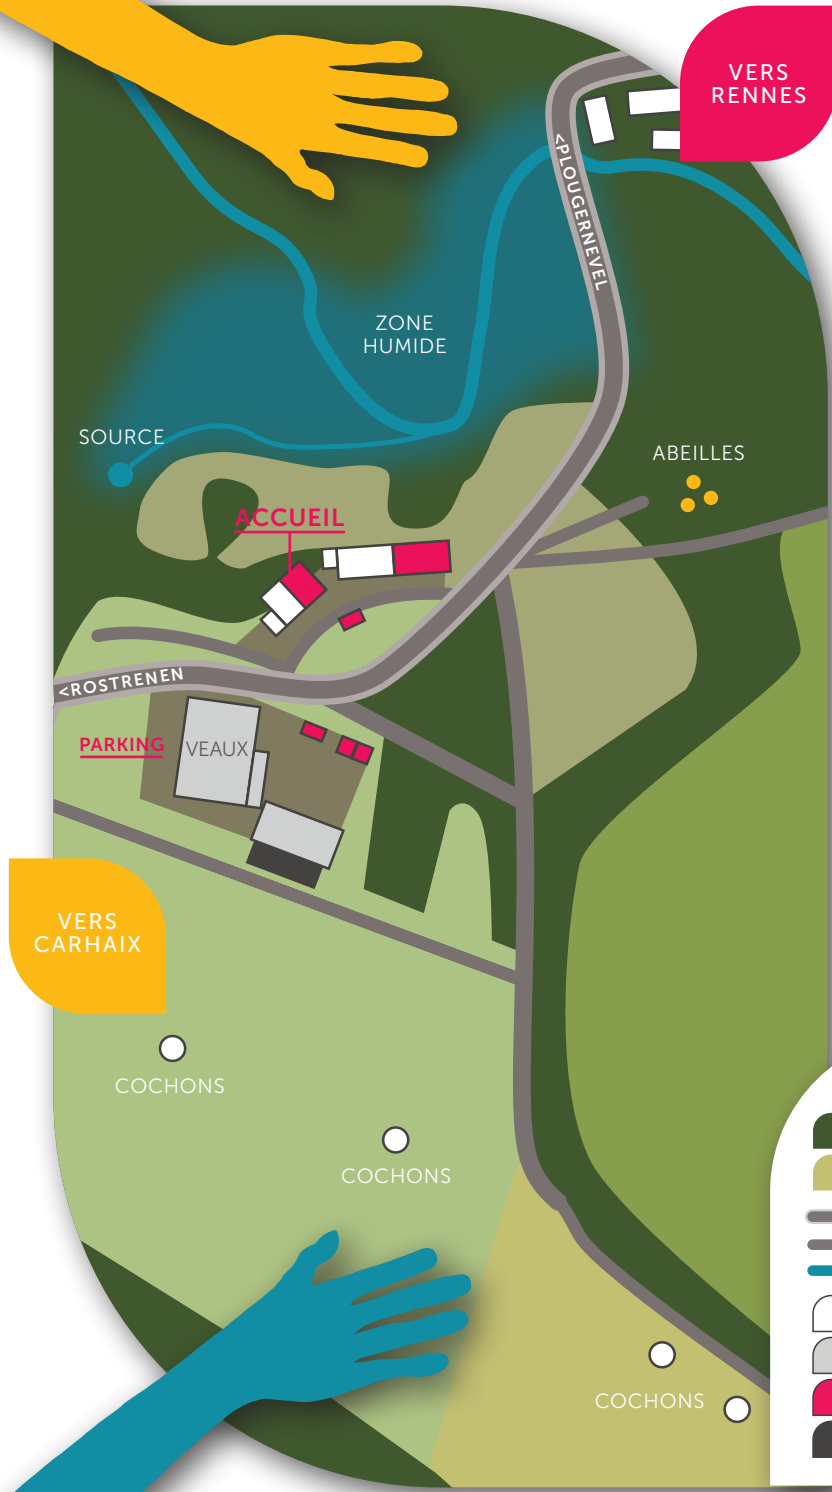 VERS
RENNES
<PLOUGERNEVEL
ZONE
HUMIDE
SOURCE
ABEILLES
ACCUEIL
<ROSTRENEN
PARKING
VEAUX
VERS
CARHAIX
COCHONS
COCHONS
COCHONS